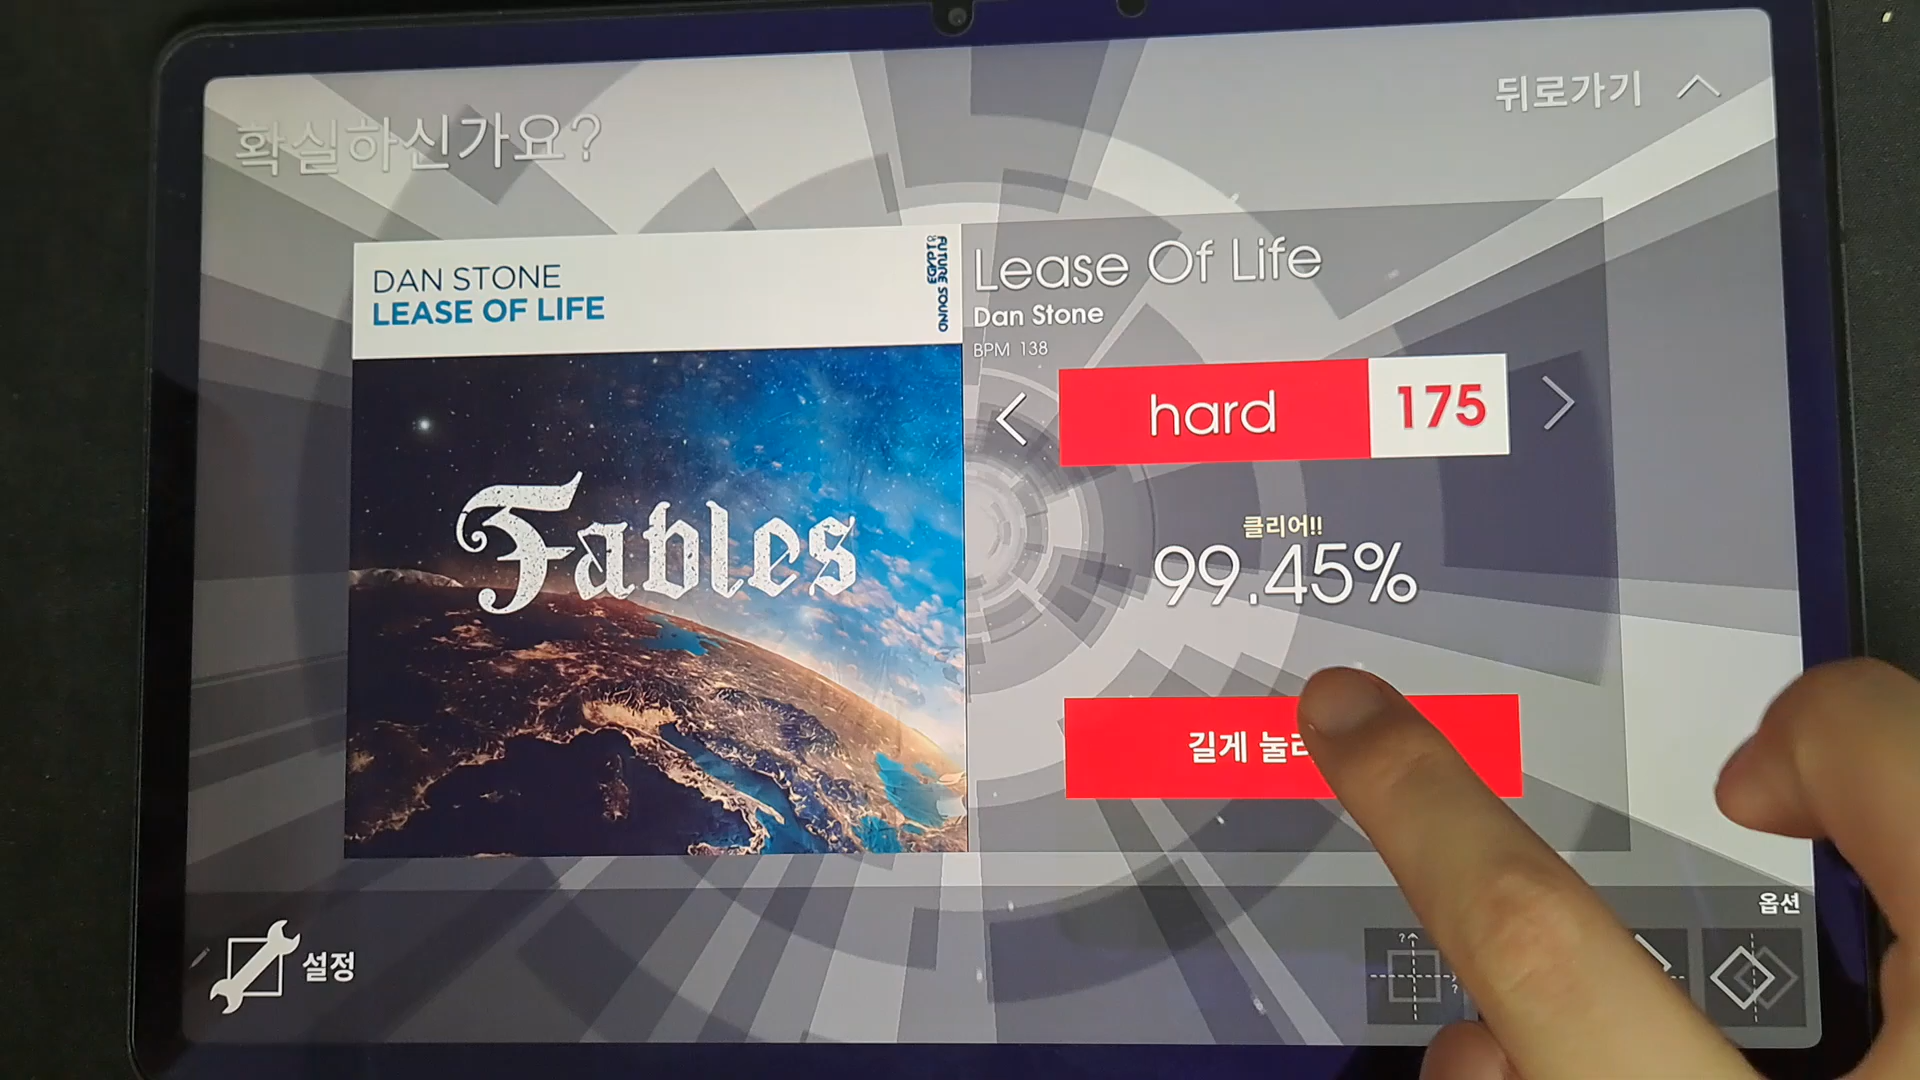 뒤로가기
확실하신가요?
DAN STONE
LEASE OF LIFE
FUTURE SOUND
OF EGYPT
Fables
Lease Of Life
Dan Stone
BPM 138
hard 175
클리어!!
99.45%
길게 눌러
옵션
설정